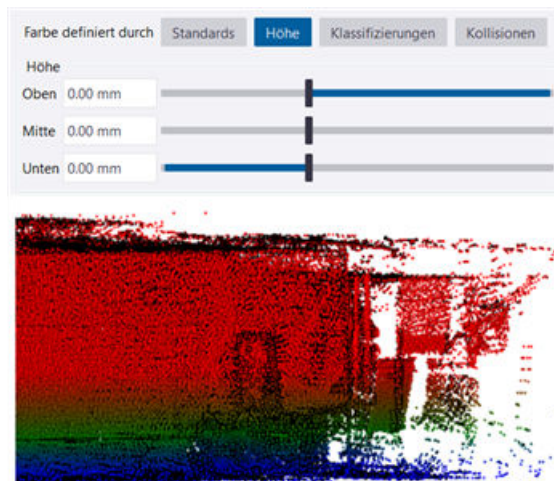 Farbe definiert durch Standards Höhe Klassifizierungen Kollisionen
Höhe
Oben 0.00 mm
Mitte 0.00 mm
Unten 0.00 mm